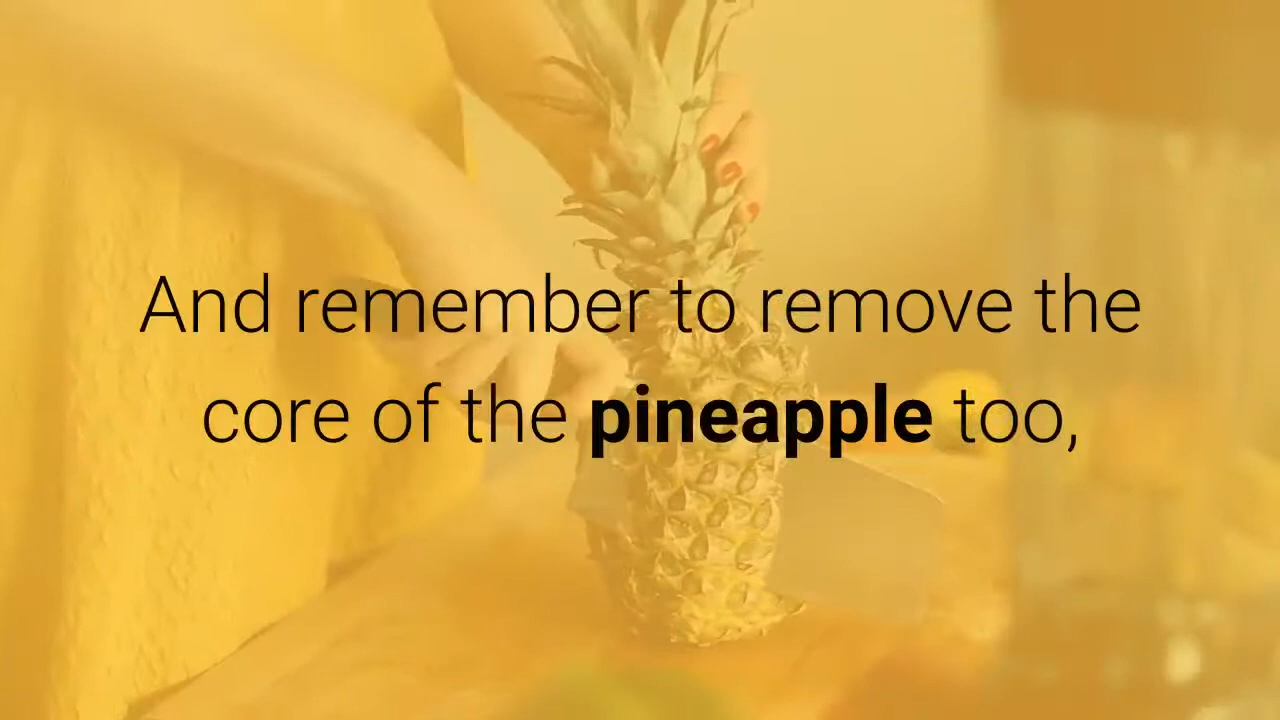 And remember to remove the
core of the pineapple too,